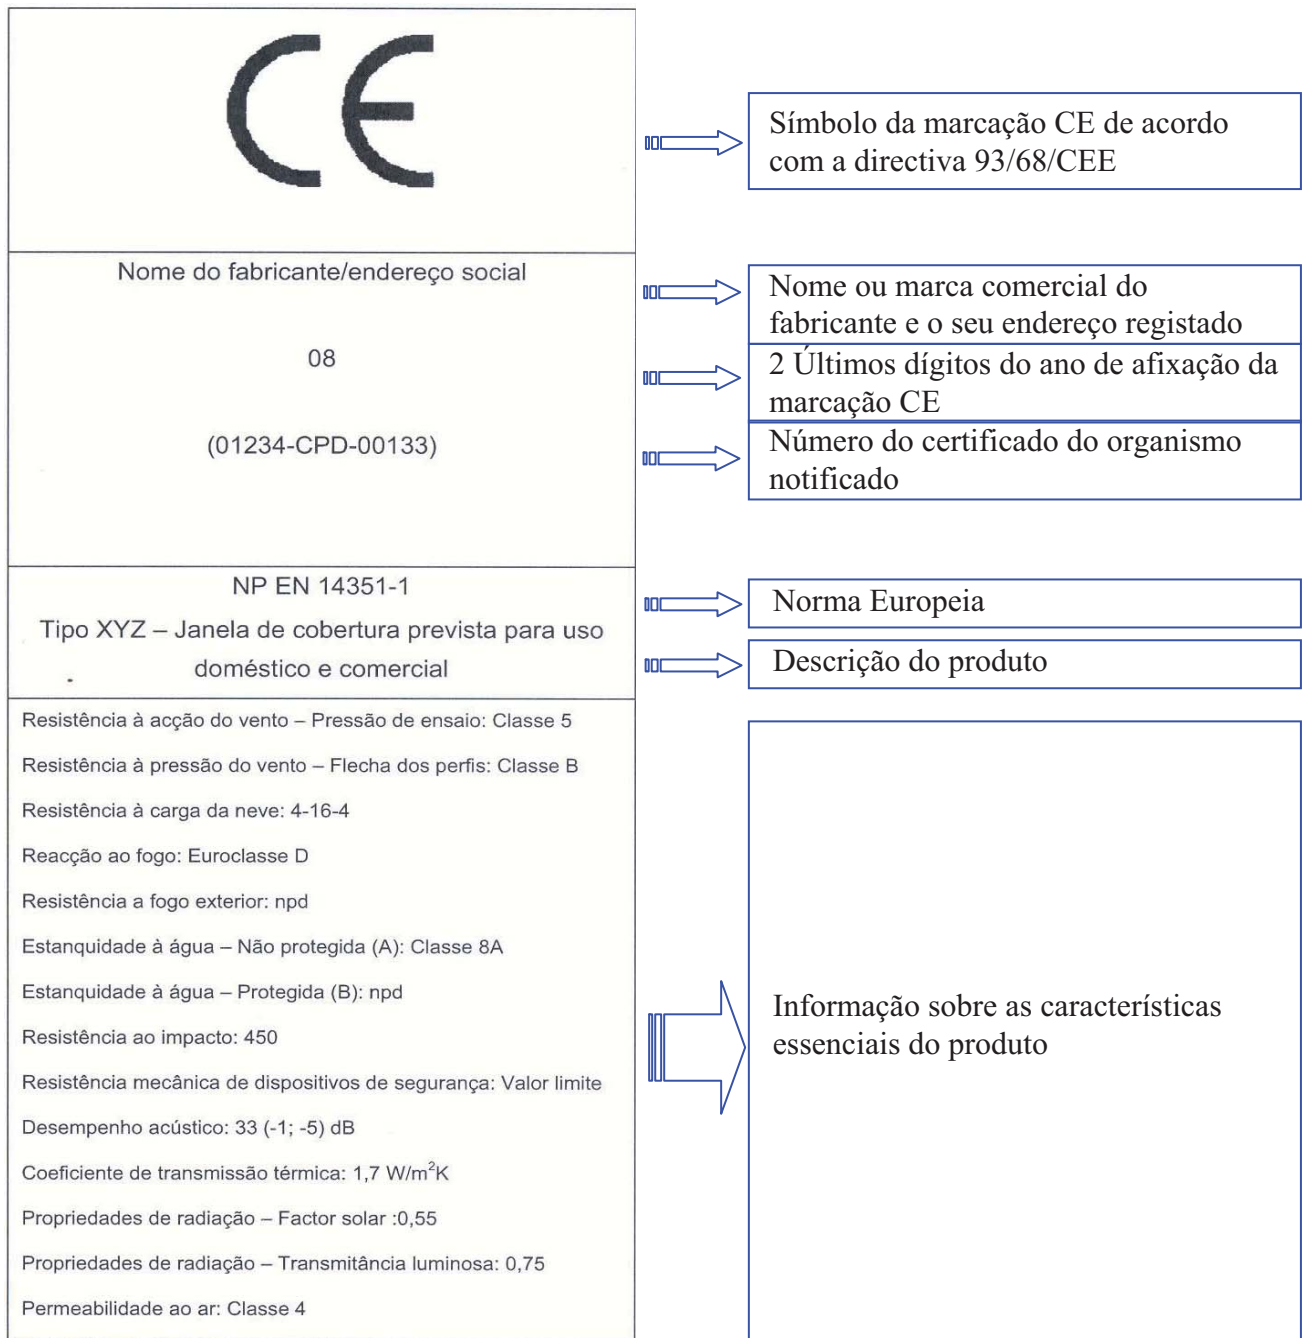 CE
Símbolo da marcação CE de acordo
com a directiva 93/68/CEE
Nome do fabricante/endereço social
08
(01234-CPD-00133)
Nome ou marca comercial do
fabricante e o seu endereço registado
2 Últimos dígitos do ano de afixação da
marcação CE
Número do certificado do organismo
notificado
NP EN 14351-1
Tipo XYZ – Janela de cobertura prevista para uso
doméstico e comercial
Norma Europeia
Descrição do produto
Resistência à acção do vento – Pressão de ensaio: Classe 5
Resistência à pressão do vento – Flecha dos perfis: Classe B
Resistência à carga da neve: 4-16-4
Reacção ao fogo: Euroclasse D
Resistência a fogo exterior: npd
Estanquidade à água – Não protegida (A): Classe 8A
Estanquidade à água – Protegida (B): npd
Resistência ao impacto: 450
Resistência mecânica de dispositivos de segurança: Valor limite
Desempenho acústico: 33 (-1; -5) dB
Coeficiente de transmissão térmica: 1,7 W/m²K
Propriedades de radiação – Factor solar :0,55
Propriedades de radiação – Transmitância luminosa: 0,75
Permeabilidade ao ar: Classe 4
Informação sobre as características
essenciais do produto